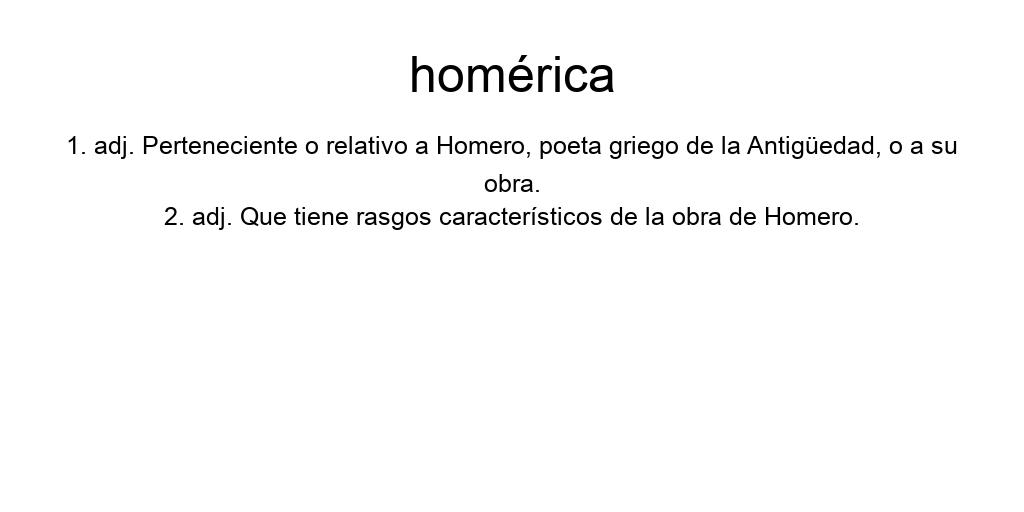 homérica
1. adj. Perteneciente o relativo a Homero, poeta griego de la Antigüedad, o a su
obra.
2. adj. Que tiene rasgos característicos de la obra de Homero.